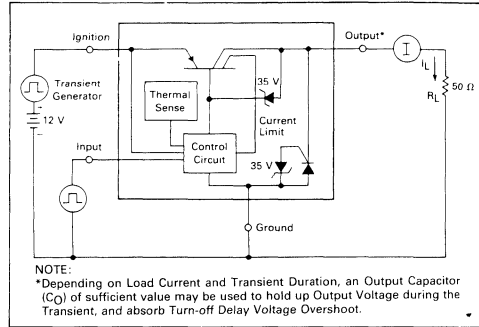 Ignition
Output*
I
IL
50 Ω
RL
35 V
Transient
Generator
Thermal
Sense
+
12 V
−
Current
Limit
Input
Control
Circuit
35 V
Ground
NOTE:
*Depending on Load Current and Transient Duration, an Output Capacitor
(CO) of sufficient value may be used to hold up Output Voltage during the
Transient, and absorb Turn-off Delay Voltage Overshoot.